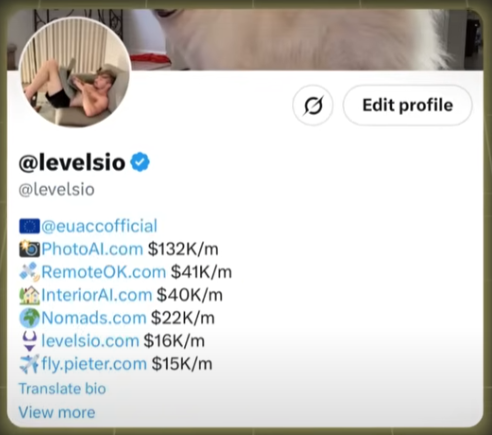 Edit profile
@levelsio
@levelsio
@euaccofficial
PhotoAI.com $132K/m
RemoteOK.com $41K/m
InteriorAI.com $40K/m
Nomads.com $22K/m
levelsio.com $16K/m
fly.pieter.com $15K/m
Translate bio
View more